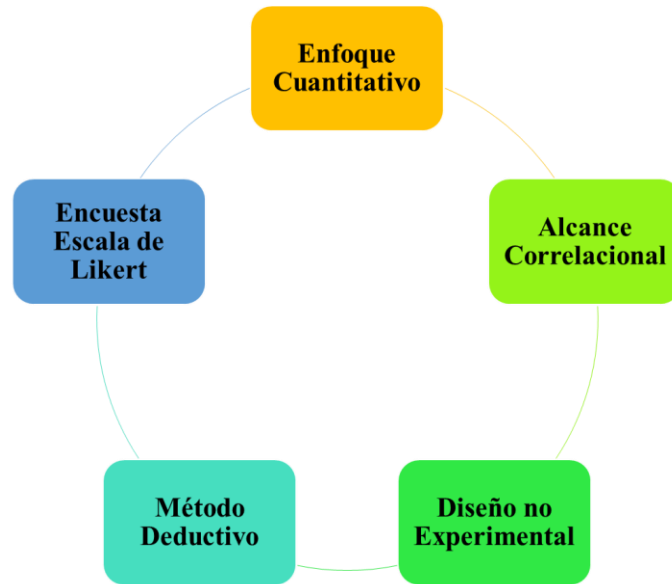 Enfoque
Cuantitativo
Alcance
Correlacional
Diseño no
Experimental
Método
Deductivo
Encuesta
Escala de
Likert